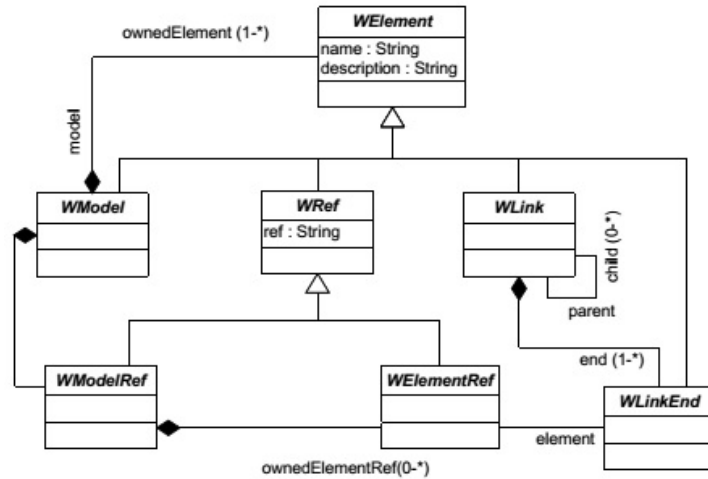 WElement
ownedElement (1-*)
name : String
description : String
model
WModel
WRef
WLink
ref : String
child (0-*)
parent
end (1-*)
WModelRef
WElementRef
WLinkEnd
element
ownedElementRef(0-*)